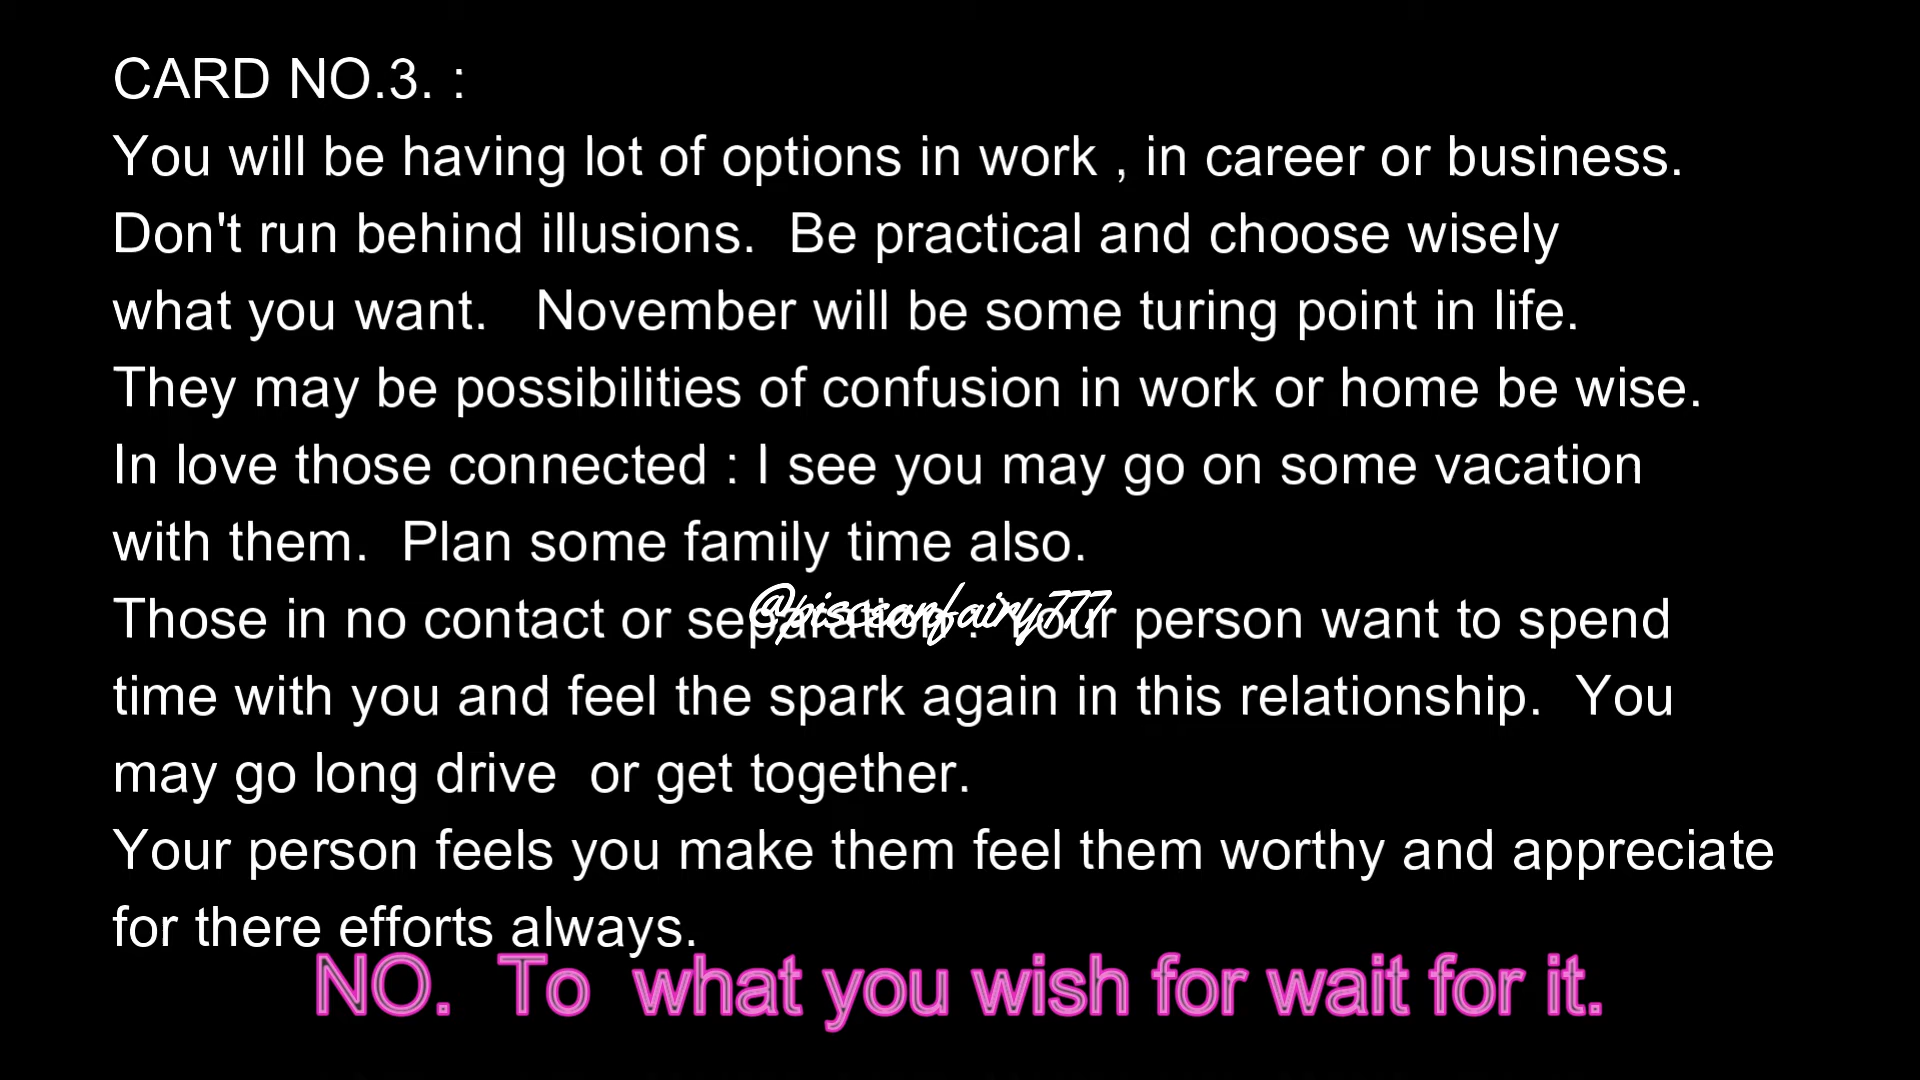 CARD NO.3. :
You will be having lot of options in work , in career or business.
Don't run behind illusions.  Be practical and choose wisely
what you want.   November will be some turing point in life.
They may be possibilities of confusion in work or home be wise.
In love those connected : I see you may go on some vacation
with them.  Plan some family time also.
Those in no contact or separation : Your person want to spend
@pisceanfairy777
time with you and feel the spark again in this relationship.  You
may go long drive  or get together.
Your person feels you make them feel them worthy and appreciate
for there efforts always.
NO.  To  what you wish for wait for it.